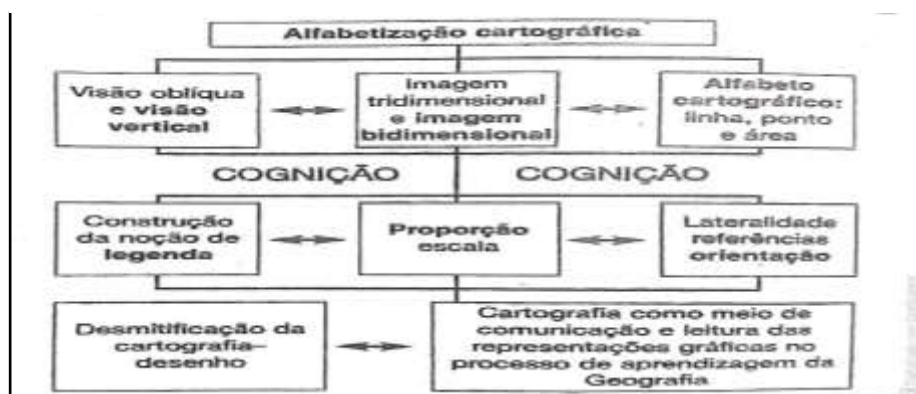 Alfabetização cartográfica
Visão oblíqua
e visão
vertical
Imagem
tridimensional
e imagem
bidimensional
Alfabeto
cartográfico:
linha, ponto
e área
COGNIÇÃO
COGNIÇÃO
Construção
da noção de
legenda
Proporção
escala
Lateralidade
referências
orientação
Desmitificação da
cartografia-
desenho
Cartografia como meio de
comunicação e leitura das
representações gráficas no
processo de aprendizagem da
Geografia